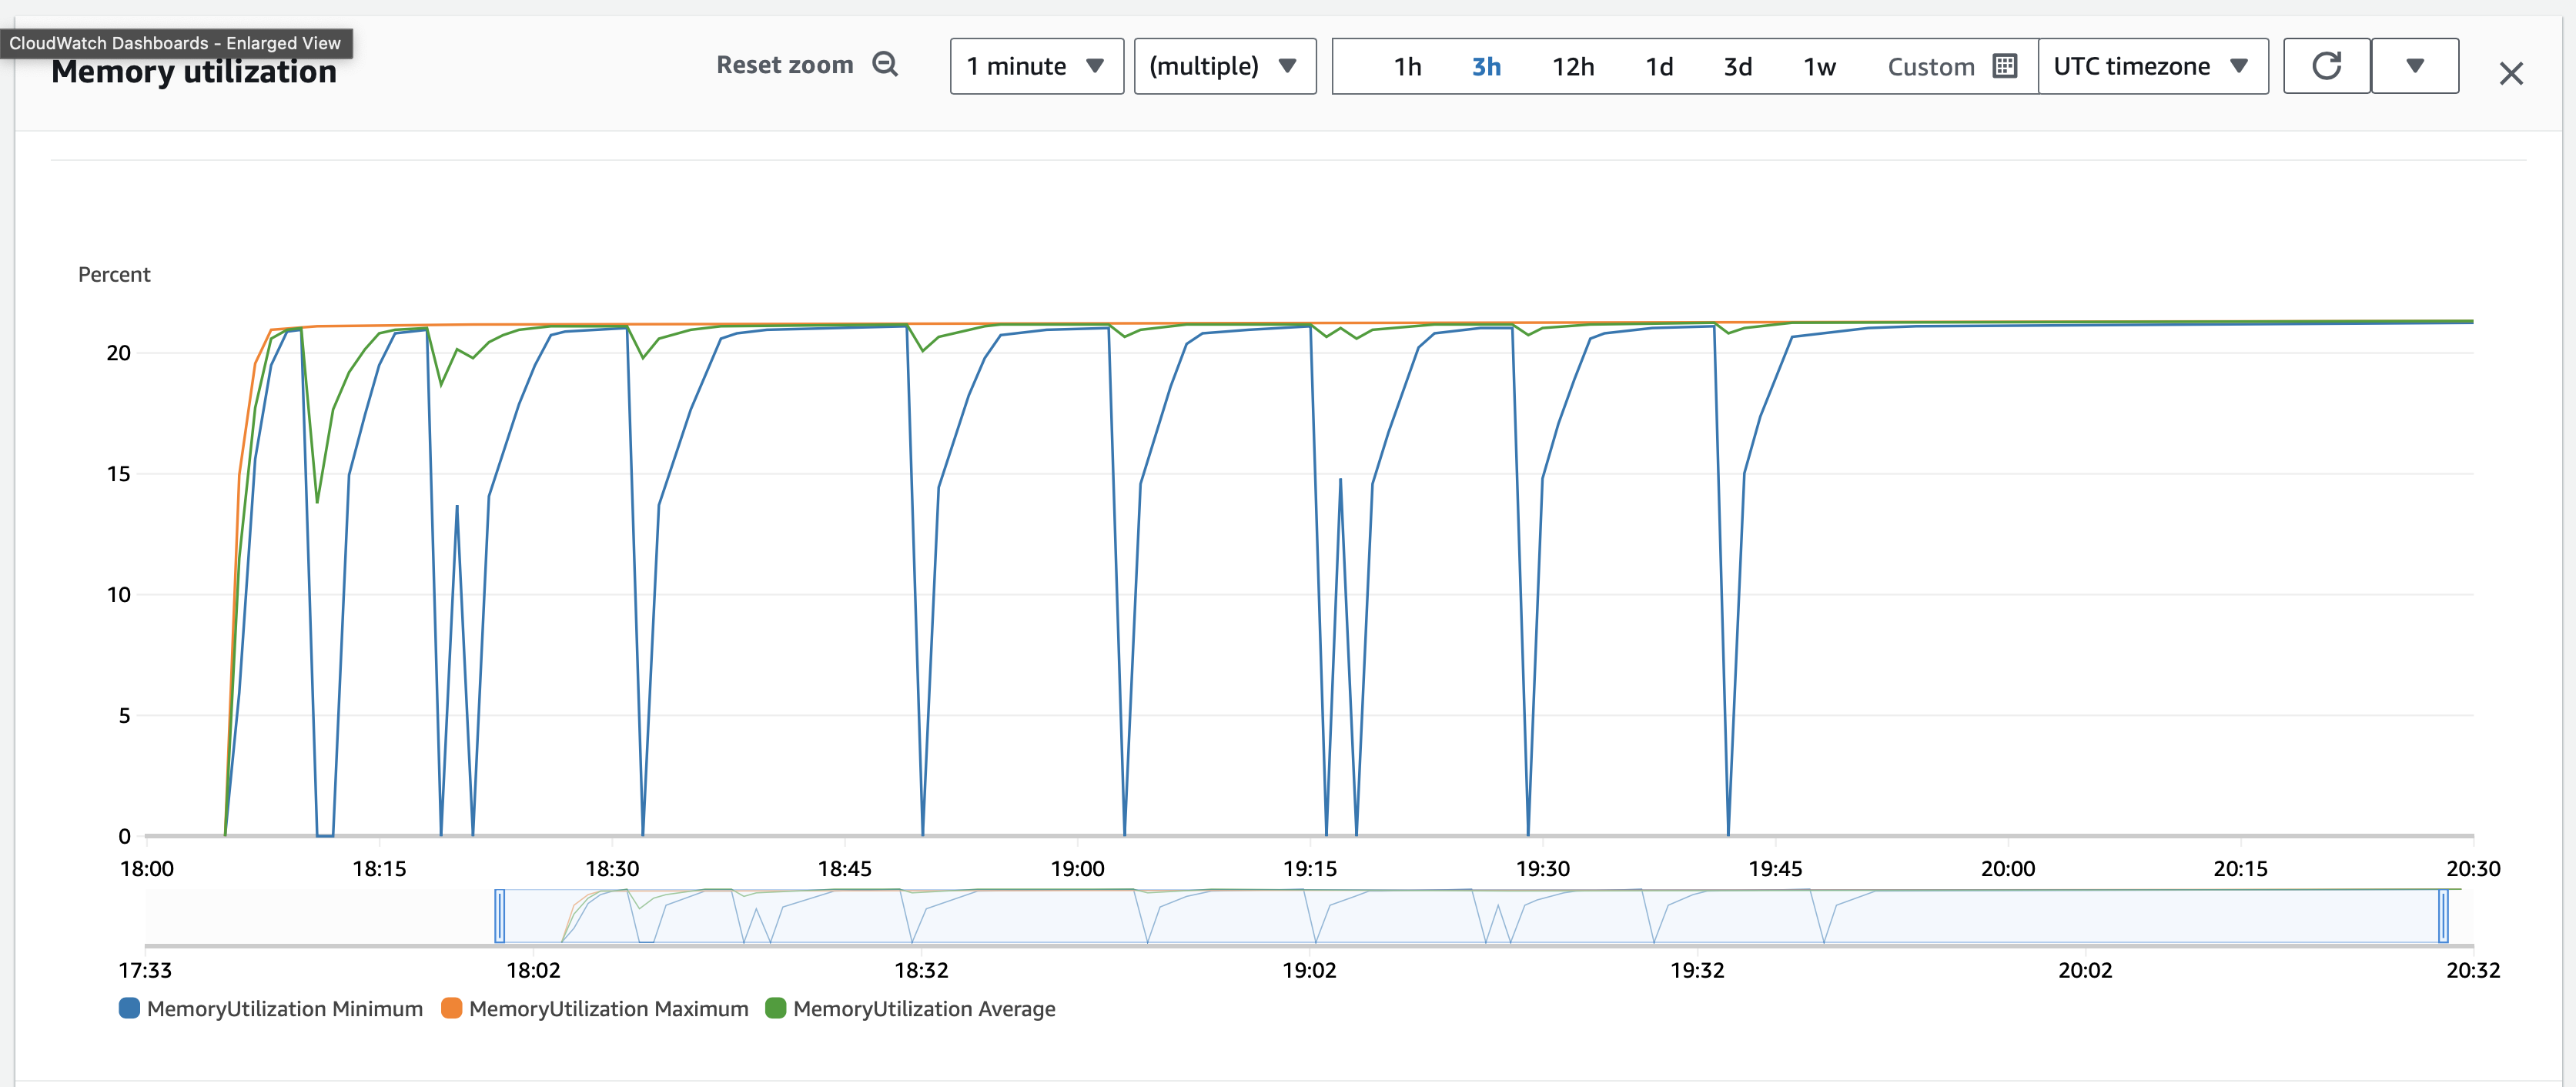 CloudWatch Dashboards - Enlarged View
Memory utilization
Reset zoom
1 minute
(multiple)
1h 3h 12h 1d 3d 1w Custom
UTC timezone
Percent
20
15
10
5
0
18:00 18:15 18:30 18:45 19:00 19:15 19:30 19:45 20:00 20:15 20:30
17:33 18:02 18:32 19:02 19:32 20:02 20:32
MemoryUtilization Minimum MemoryUtilization Maximum MemoryUtilization Average